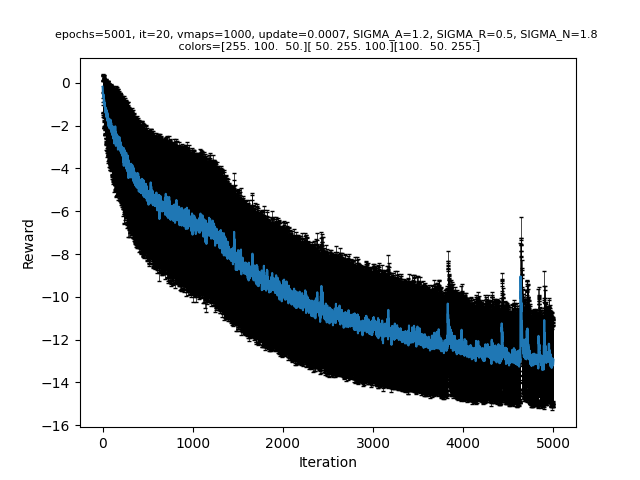 epochs=5001, it=20, vmaps=1000, update=0.0007, SIGMA_A=1.2, SIGMA_R=0.5, SIGMA_N=1.8
colors=[255. 100.  50.][ 50. 255. 100.][100.  50. 255.]
0
−2
−4
−6
−8
−10
−12
−14
−16
Reward
0 1000 2000 3000 4000 5000
Iteration